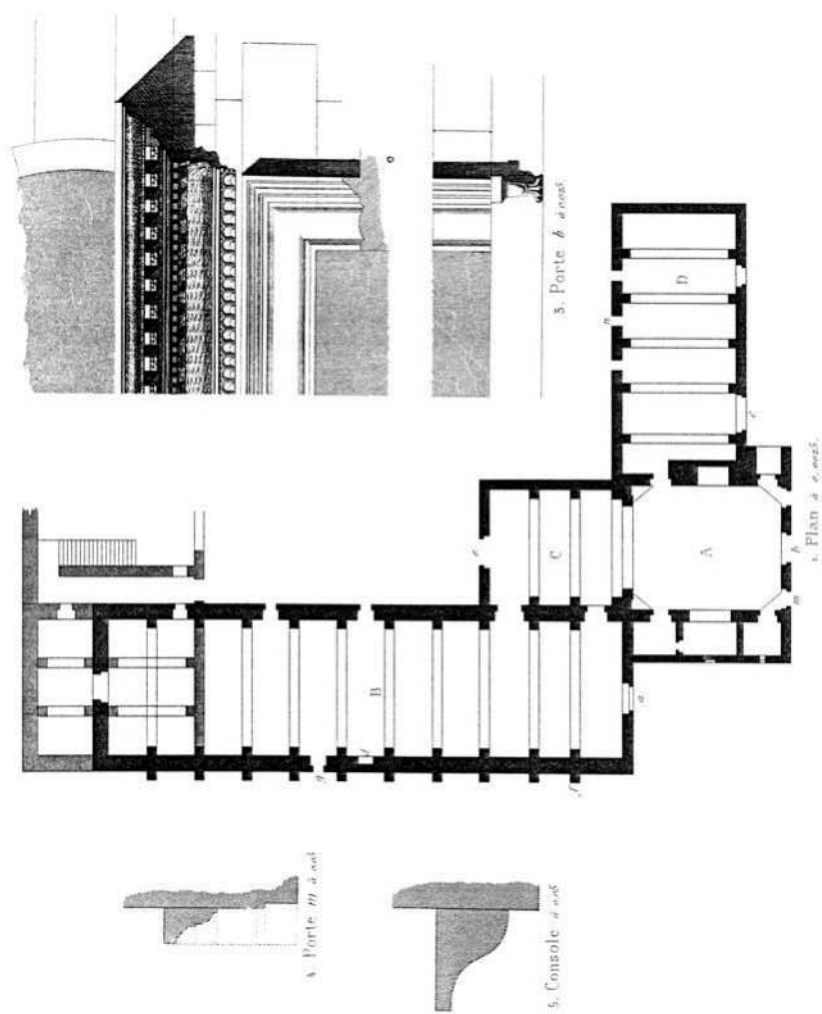 3. Porte b à 0.025.
n
D
c
e
C
A
m
p
1. Plan à 0,0025.
B
a
d
g
f
4. Porte m à 0.05
5. Console à 0.05